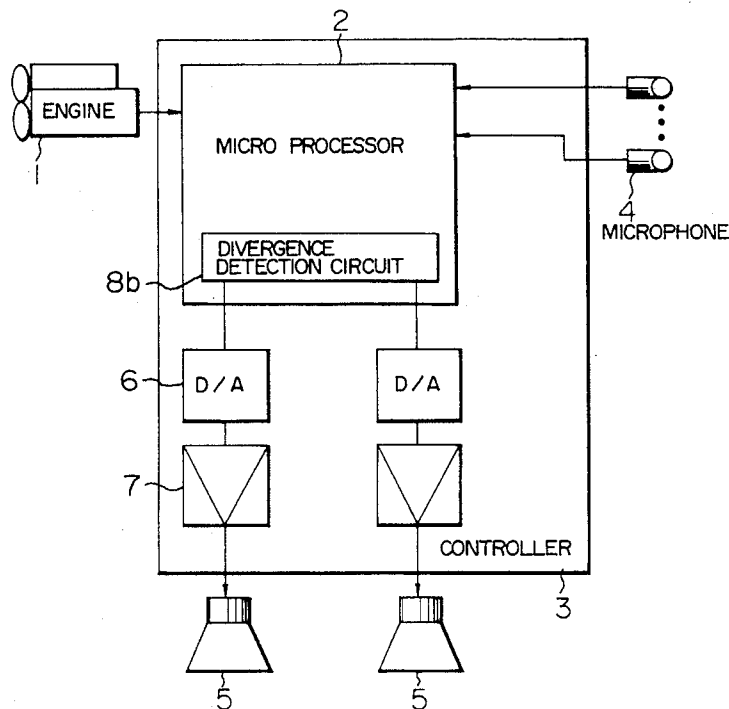 2
ENGINE
1
MICRO PROCESSOR
4
MICROPHONE
DIVERGENCE
DETECTION CIRCUIT
8b
6
D/A
D/A
7
CONTROLLER
3
5
5